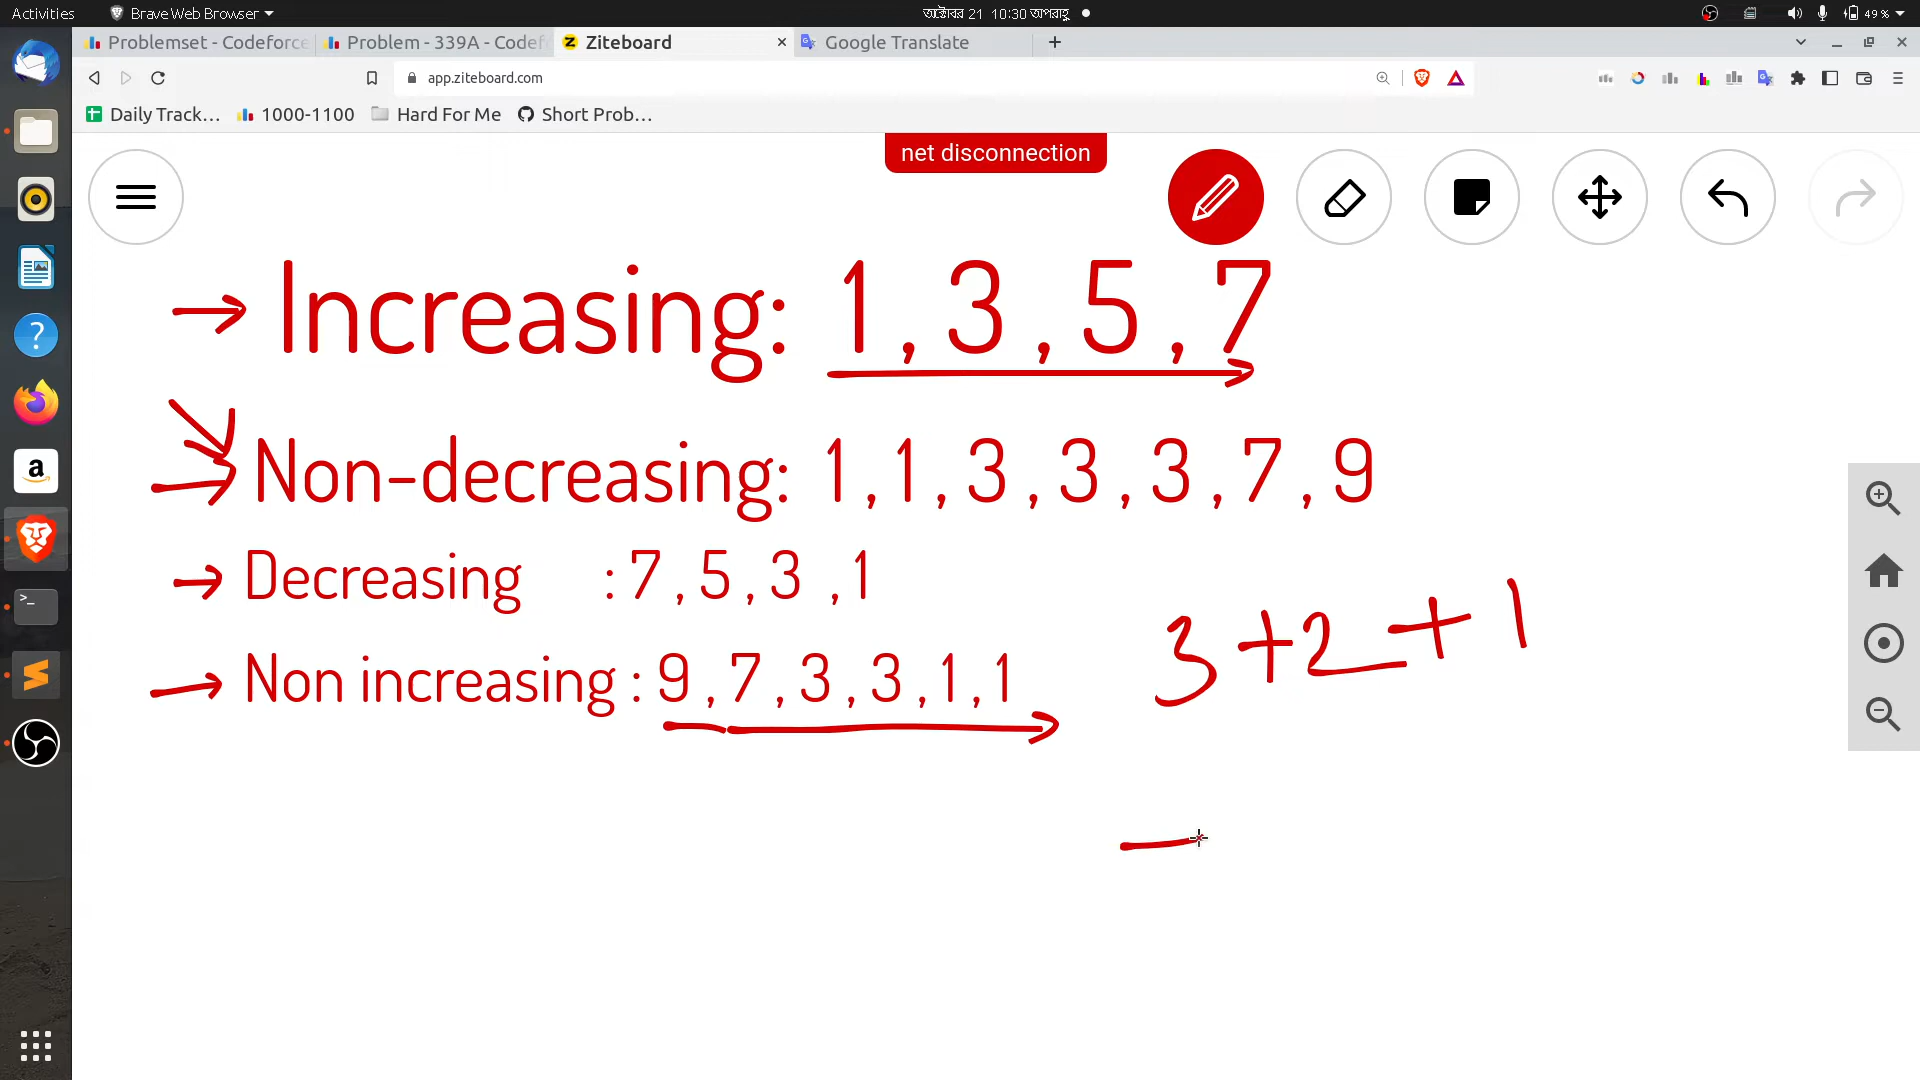 Activities Brave Web Browser অক্টোবর 21 10:30 অপরাহ্ণ 49 %
Problemset - Codeforce Problem - 339A - Codef Ziteboard Google Translate
app.ziteboard.com
Daily Track... 1000-1100 Hard For Me Short Prob...
net disconnection
→ Increasing: 1 , 3 , 5 , 7
→ Non-decreasing: 1 , 1 , 3 , 3 , 3 , 7 , 9
→ Decreasing : 7 , 5 , 3 , 1
→ Non increasing : 9 , 7 , 3 , 3 , 1 , 1
3 + 2 + 1